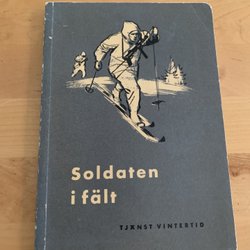 Soldaten
i fält
TJÄNST VINTERTID